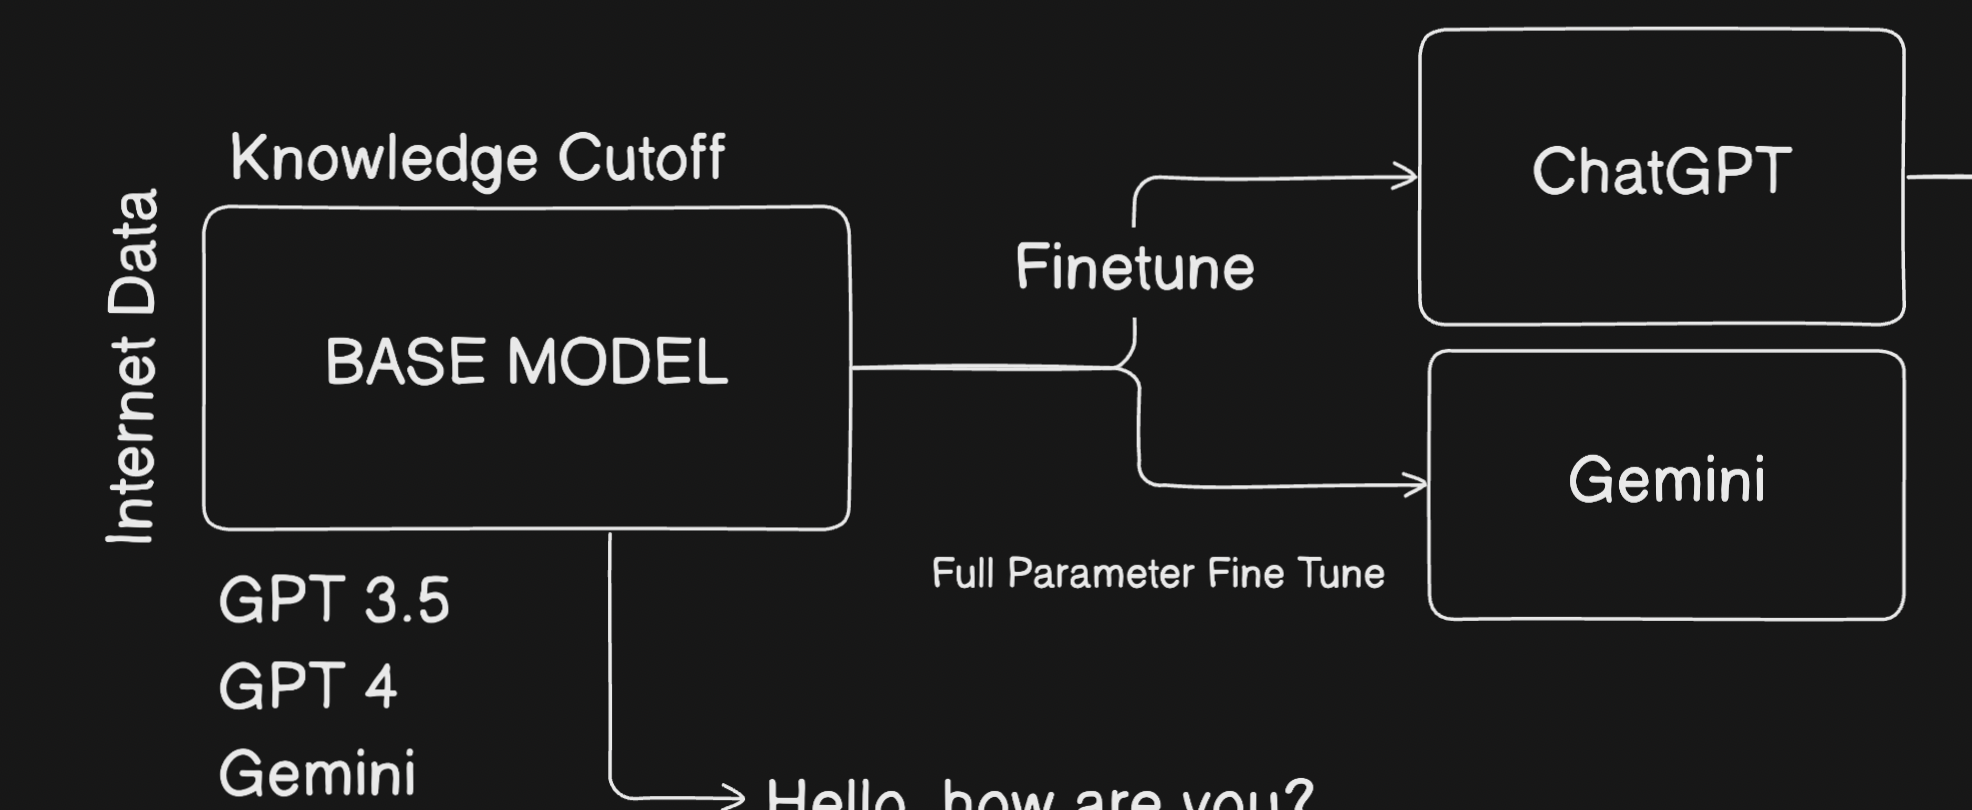 Knowledge Cutoff
Internet Data
BASE MODEL
Finetune
ChatGPT
Gemini
Full Parameter Fine Tune
GPT 3.5
GPT 4
Gemini
Hello, how are you?